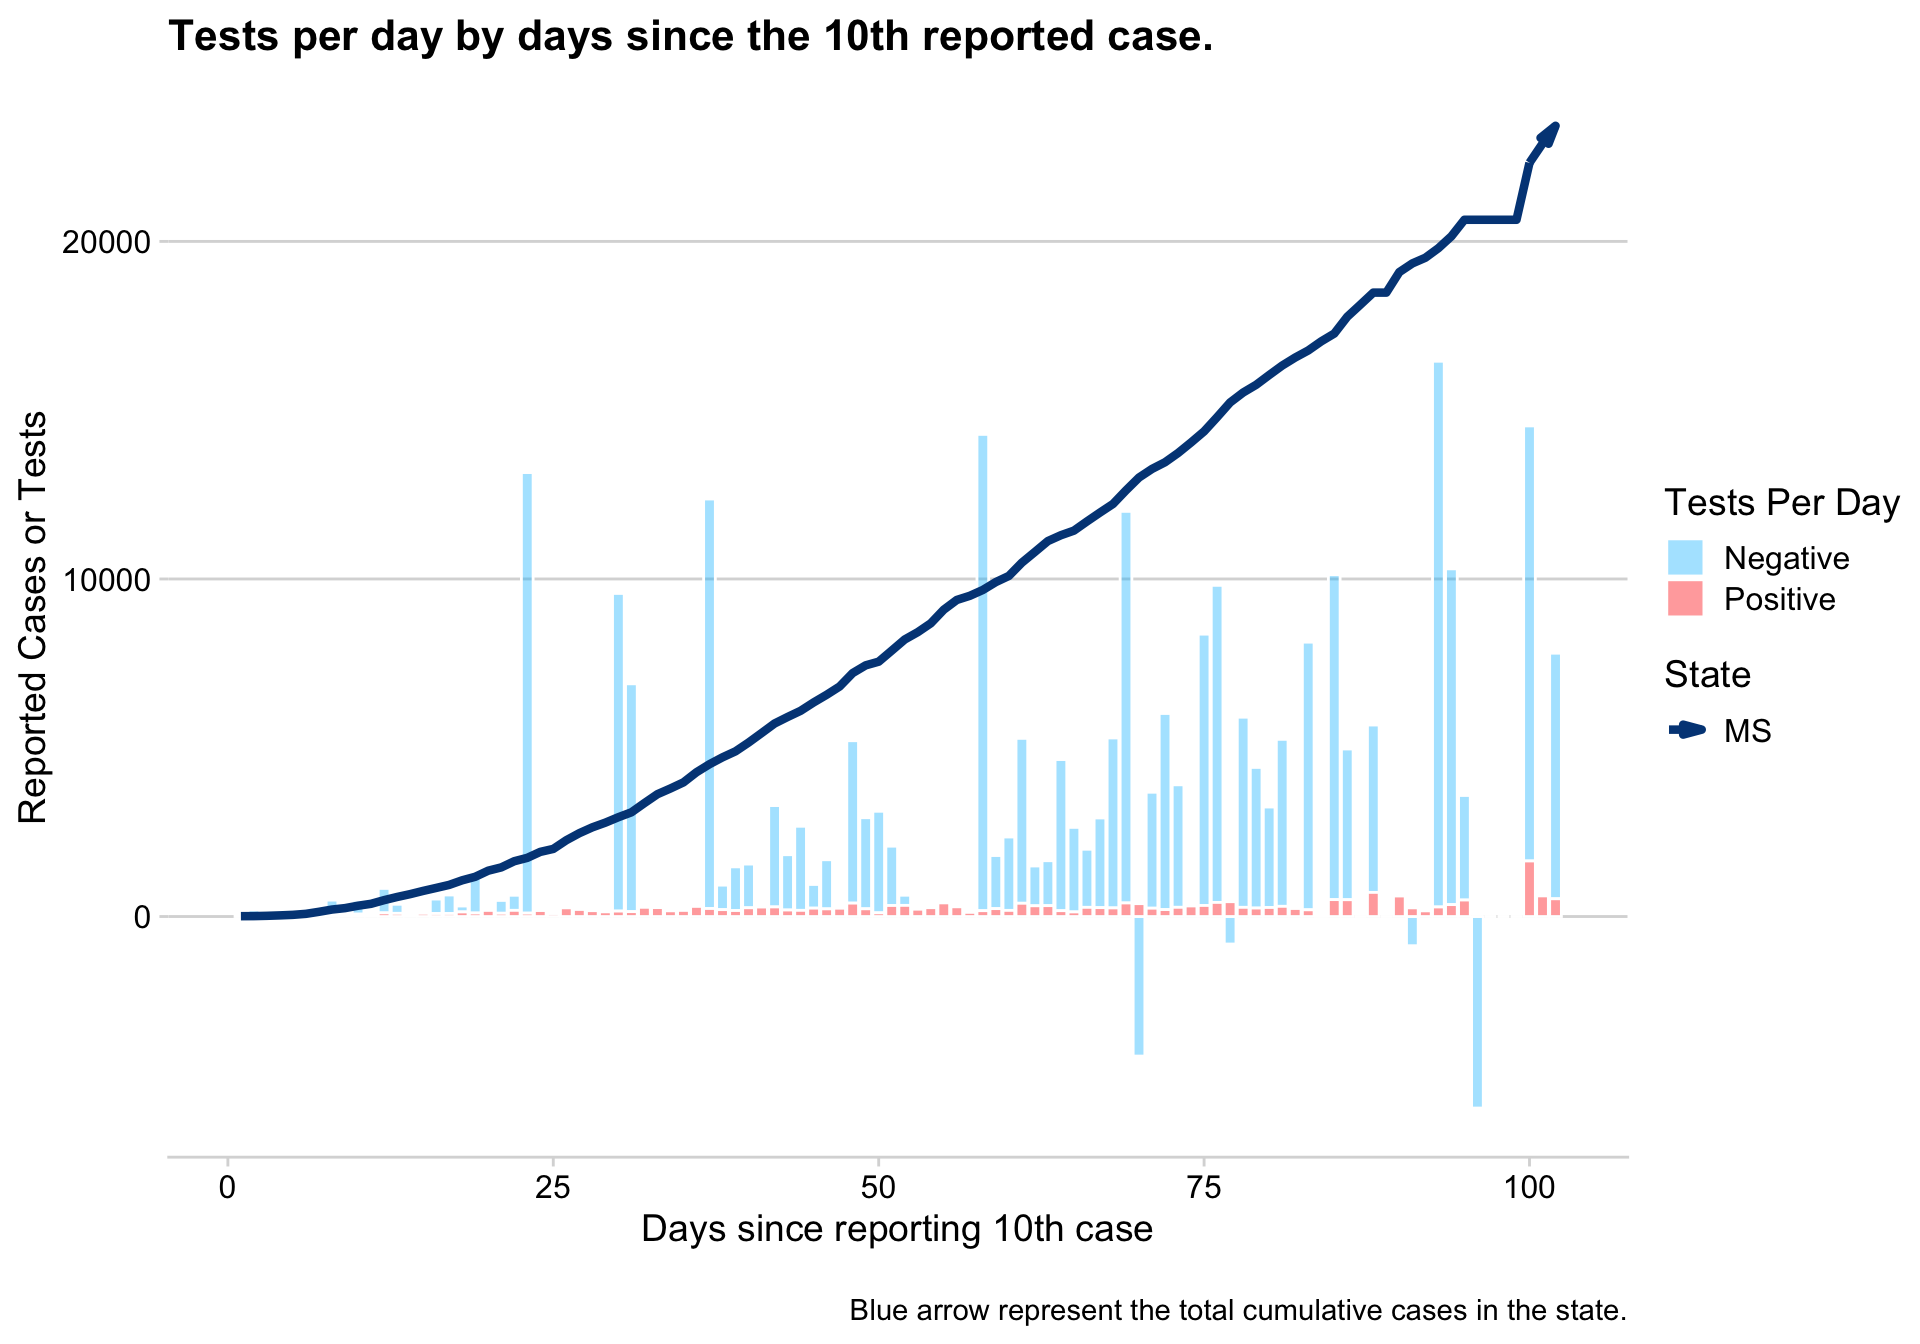 Tests per day by days since the 10th reported case.
20000
10000
0
Reported Cases or Tests
0 25 50 75 100
Days since reporting 10th case
Tests Per Day
Negative
Positive
State
MS
Blue arrow represent the total cumulative cases in the state.